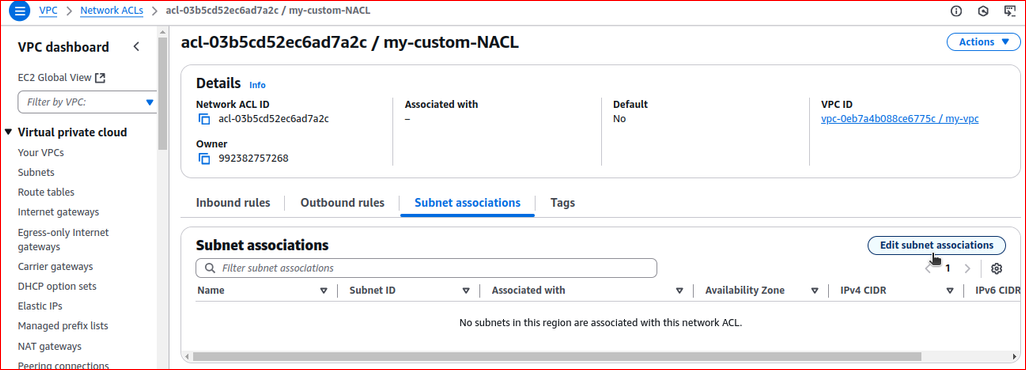 VPC > Network ACLs > acl-03b5cd52ec6ad7a2c / my-custom-NACL
VPC dashboard
EC2 Global View
Filter by VPC:
Virtual private cloud
Your VPCs
Subnets
Route tables
Internet gateways
Egress-only Internet
gateways
Carrier gateways
DHCP option sets
Elastic IPs
Managed prefix lists
NAT gateways
Peering connections
acl-03b5cd52ec6ad7a2c / my-custom-NACL
Actions
Details Info
Network ACL ID
acl-03b5cd52ec6ad7a2c
Associated with
–
Default
No
VPC ID
vpc-0eb7a4b088ce6775c / my-vpc
Owner
992382757268
Inbound rules Outbound rules Subnet associations Tags
Subnet associations
Edit subnet associations
Filter subnet associations
1
Name Subnet ID Associated with Availability Zone IPv4 CIDR IPv6 CIDR
No subnets in this region are associated with this network ACL.